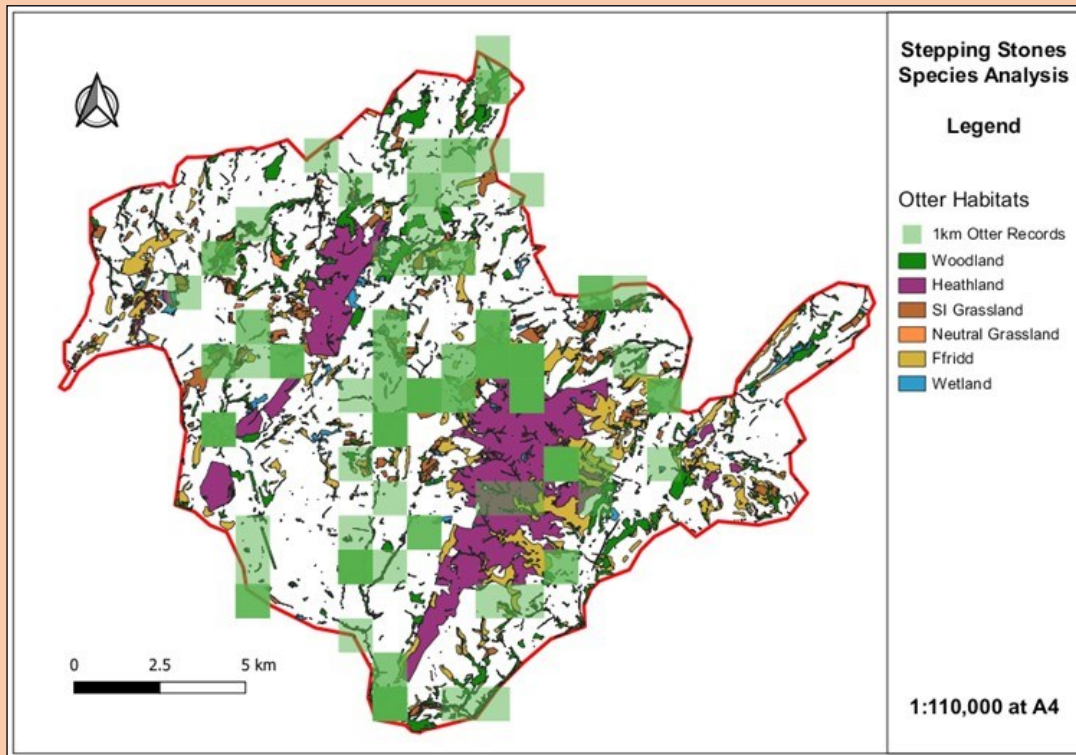 Stepping Stones
Species Analysis
Legend
Otter Habitats
1km Otter Records
Woodland
Heathland
SI Grassland
Neutral Grassland
Ffridd
Wetland
0 2.5 5 km
1:110,000 at A4